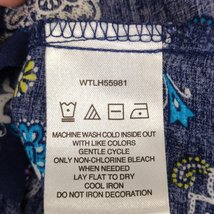 WTLH55981
MACHINE WASH COLD INSIDE OUT
WITH LIKE COLORS
GENTLE CYCLE
ONLY NON-CHLORINE BLEACH
WHEN NEEDED
LAY FLAT TO DRY
COOL IRON
DO NOT IRON DECORATION